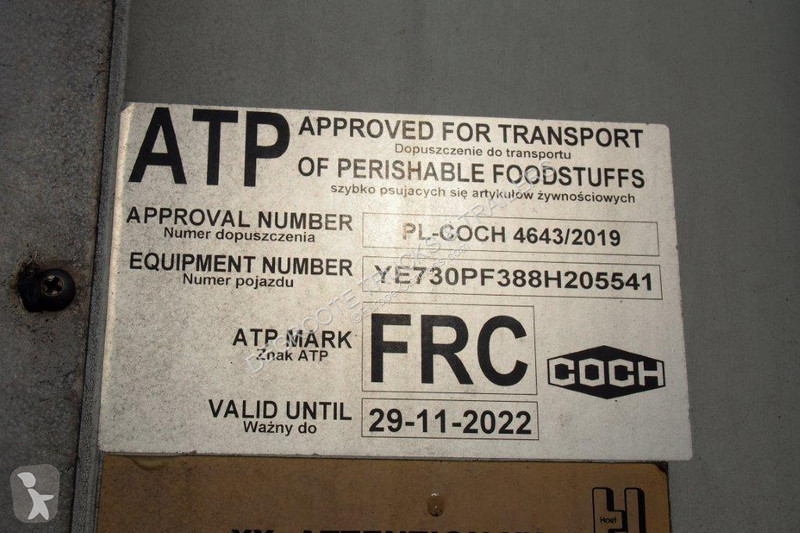 ATP APPROVED FOR TRANSPORT
Dopuszczenie do transportu
OF PERISHABLE FOODSTUFFS
szybko psujacych się artykułów żywnościowych
APPROVAL NUMBER PL-COCH 4643/2019
Numer dopuszczenia
EQUIPMENT NUMBER YE730PF388H205541
Numer pojazdu
ATP MARK FRC
Znak ATP
COCH
VALID UNTIL 29-11-2022
Ważny do